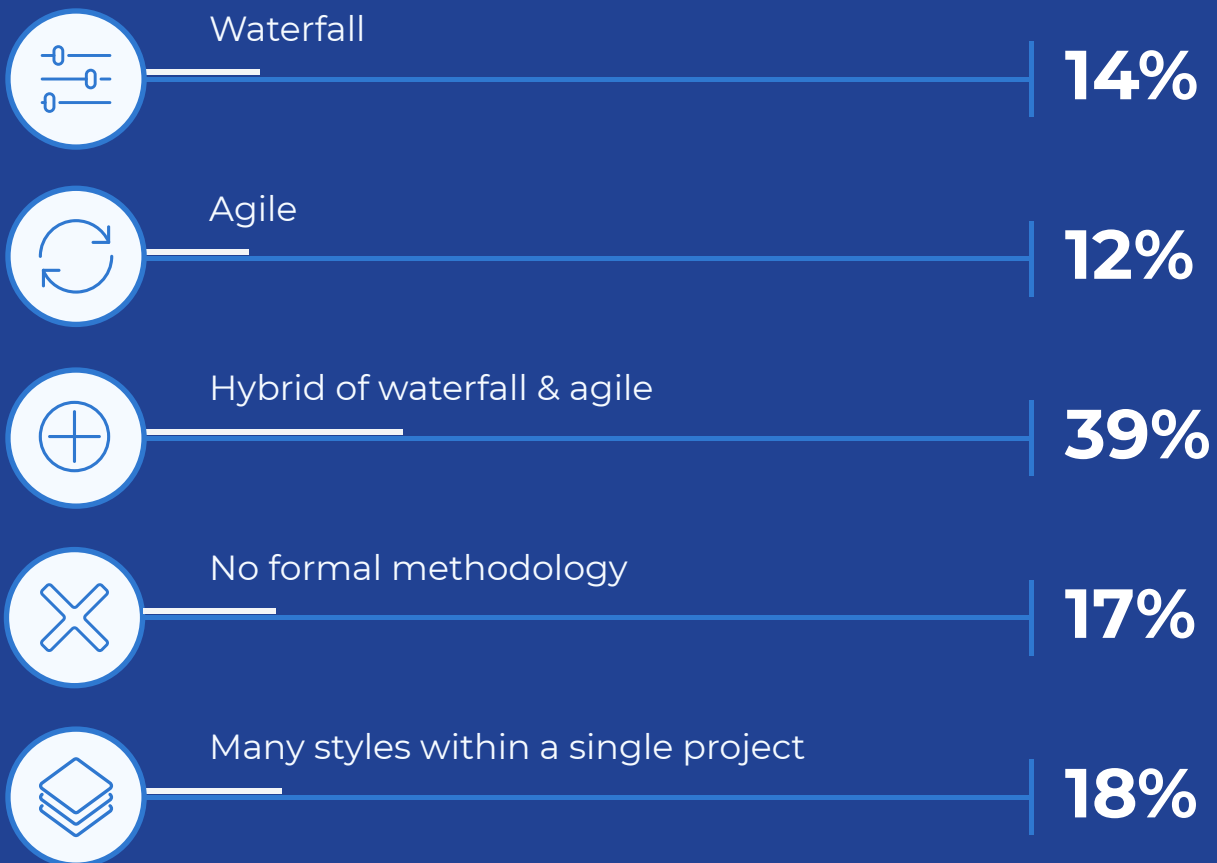 Waterfall
14%
Agile
12%
Hybrid of waterfall & agile
39%
No formal methodology
17%
Many styles within a single project
18%